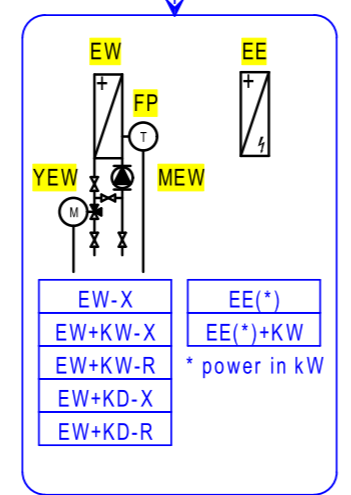 EW
EE
+
+
FP
T
YEW
MEW
M
EW-X
EW+KW-X
EW+KW-R
EW+KD-X
EW+KD-R
EE(*)
EE(*)+KW
* power in kW